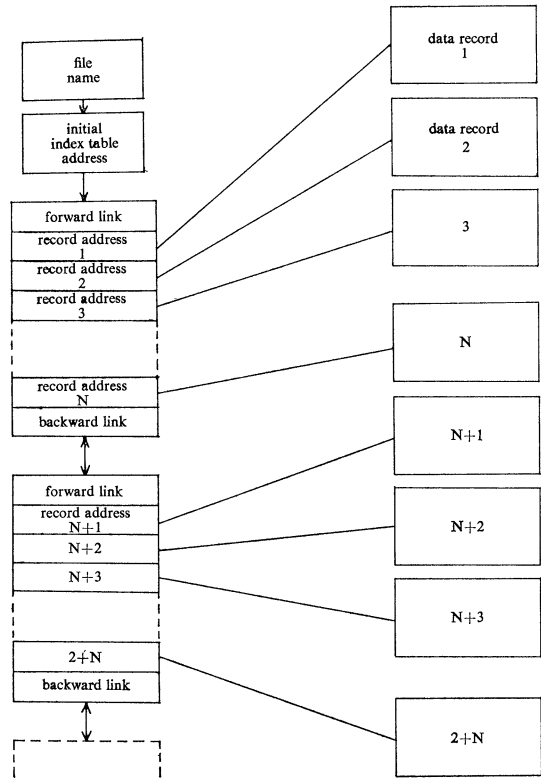 file
name
initial
index table
address
forward link
record address
1
record address
2
record address
3
record address
N
backward link
forward link
record address
N+1
N+2
N+3
2+N
backward link
data record
1
data record
2
3
N
N+1
N+2
N+3
2+N